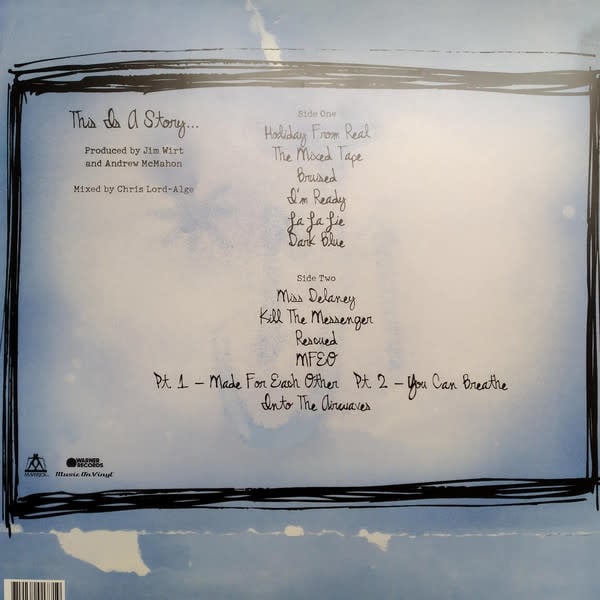 This Is A Story...
Produced by Jim Wirt
and Andrew McMahon
Mixed by Chris Lord-Alge
Side One
Holiday From Real
The Mixed Tape
Bruised
I'm Ready
La La Lie
Dark Blue
Side Two
Miss Delaney
Kill The Messenger
Rescued
MFEO
Pt. 1 – Made For Each Other Pt. 2 – You Can Breathe
Into The Airwaves
MAVERICK
WARNER
RECORDS
Music On Vinyl